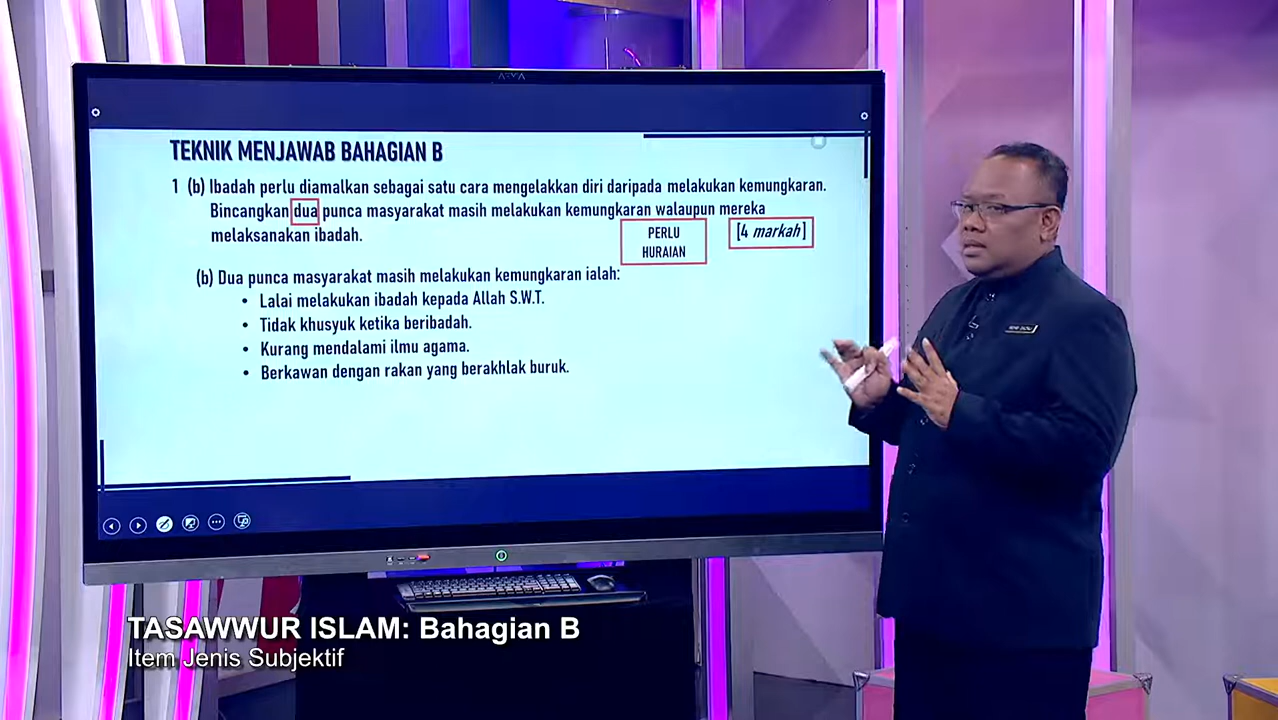 TEKNIK MENJAWAB BAHAGIAN B
1 (b) Ibadah perlu diamalkan sebagai satu cara mengelakkan diri daripada melakukan kemungkaran.
Bincangkan dua punca masyarakat masih melakukan kemungkaran walaupun mereka
melaksanakan ibadah.
PERLU
HURAIAN
[4 markah]
(b) Dua punca masyarakat masih melakukan kemungkaran ialah:
• Lalai melakukan ibadah kepada Allah S.W.T.
• Tidak khusyuk ketika beribadah.
• Kurang mendalami ilmu agama.
• Berkawan dengan rakan yang berakhlak buruk.
TASAWWUR ISLAM: Bahagian B
Item Jenis Subjektif